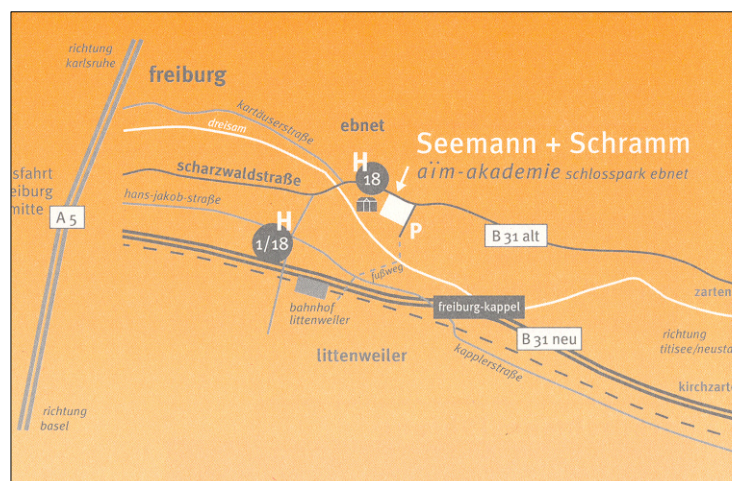 richtung
karlsruhe
freiburg
kartäuserstraße
dreisam
ebnet
Seemann + Schramm
aïm-akademie schlosspark ebnet
H
18
scharzwaldstraße
sfahrt
eiburg
mitte
A 5
hans-jakob-straße
H
1/18
P
B 31 alt
fußweg
zarten
freiburg-kappel
bahnhof
littenweiler
B 31 neu
richtung
titisee/neusta
littenweiler
kapplerstraße
kirchzarte
richtung
basel